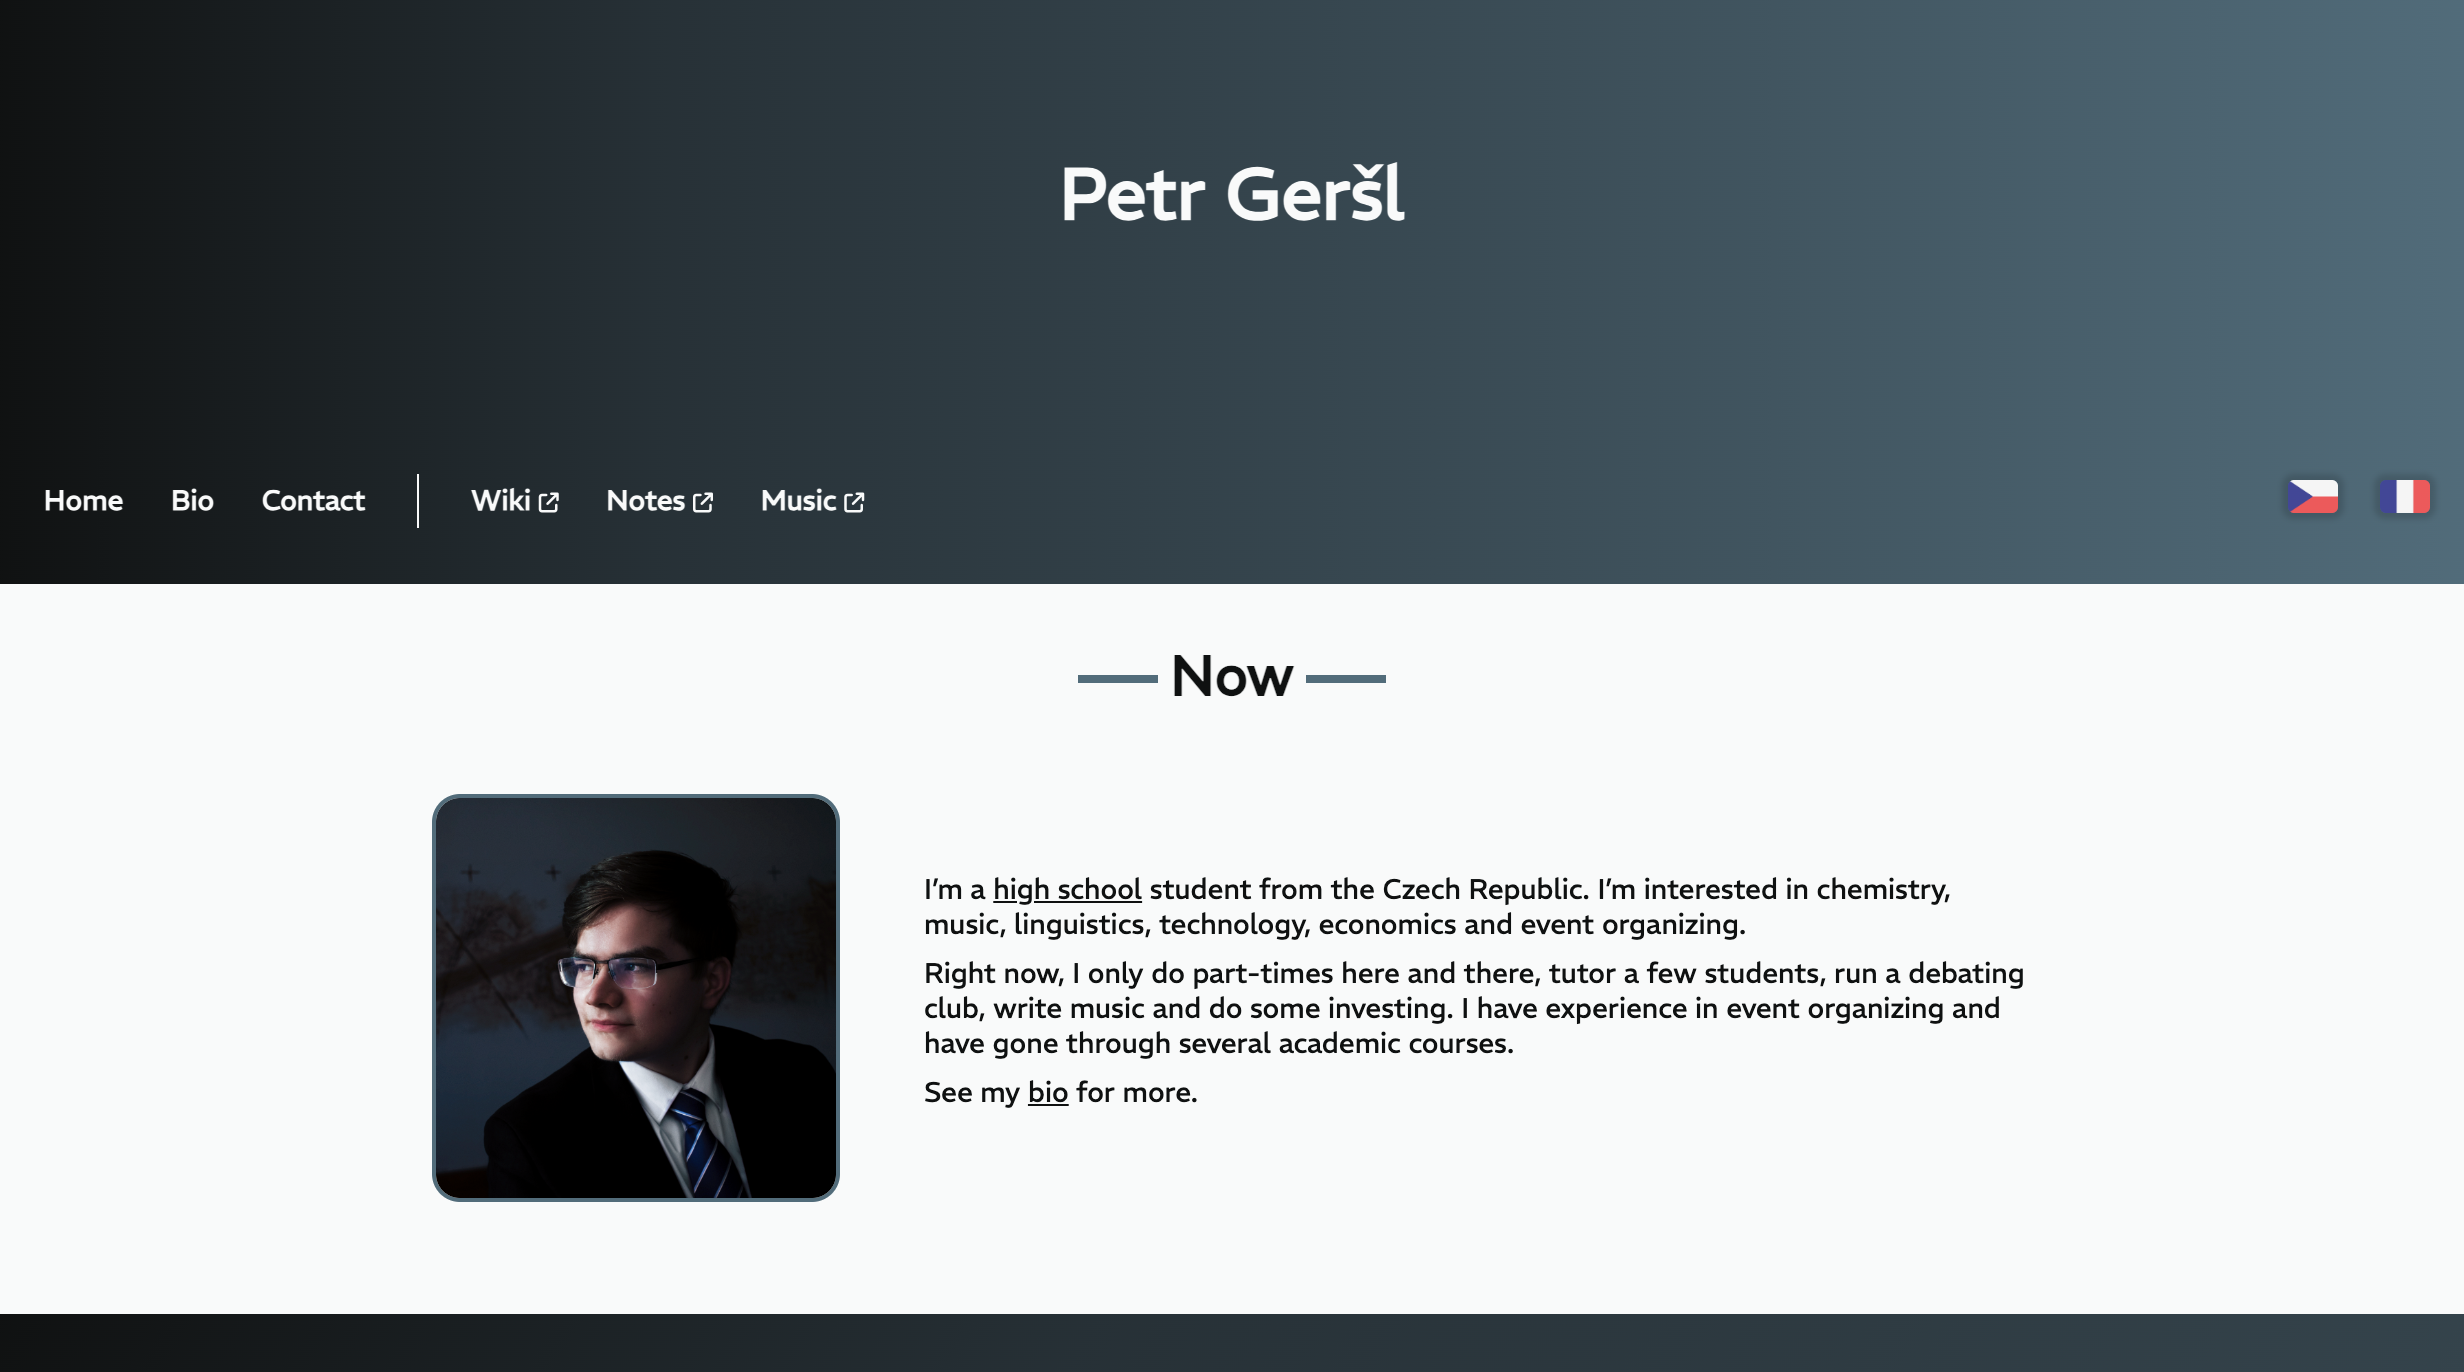 Petr Geršl
Home Bio Contact Wiki Notes Music
Now
I’m a high school student from the Czech Republic. I’m interested in chemistry,
music, linguistics, technology, economics and event organizing.
Right now, I only do part-times here and there, tutor a few students, run a debating
club, write music and do some investing. I have experience in event organizing and
have gone through several academic courses.
See my bio for more.